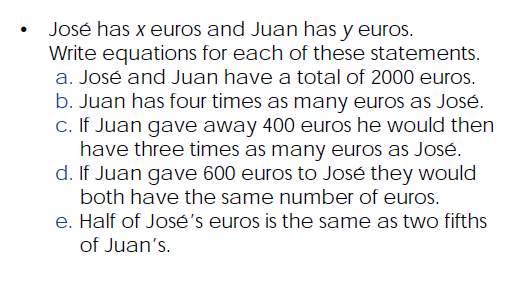 • José has x euros and Juan has y euros.
Write equations for each of these statements.
a. José and Juan have a total of 2000 euros.
b. Juan has four times as many euros as José.
c. If Juan gave away 400 euros he would then
have three times as many euros as José.
d. If Juan gave 600 euros to José they would
both have the same number of euros.
e. Half of José's euros is the same as two fifths
of Juan's.